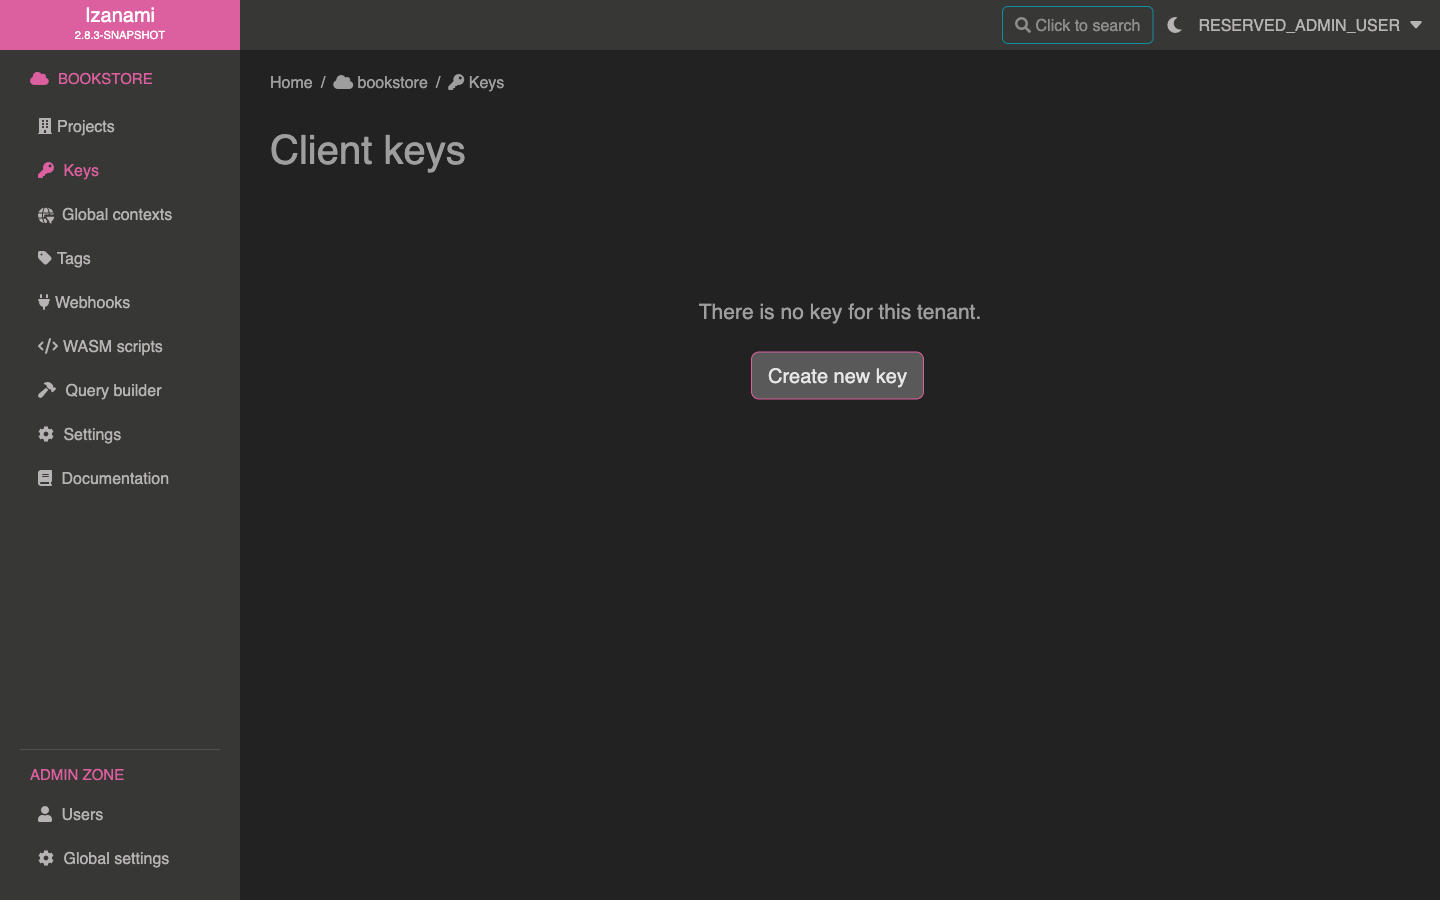 Izanami
2.8.3-SNAPSHOT
Click to search
RESERVED_ADMIN_USER
BOOKSTORE
Projects
Keys
Global contexts
Tags
Webhooks
WASM scripts
Query builder
Settings
Documentation
ADMIN ZONE
Users
Global settings
Home / bookstore / Keys
Client keys
There is no key for this tenant.
Create new key